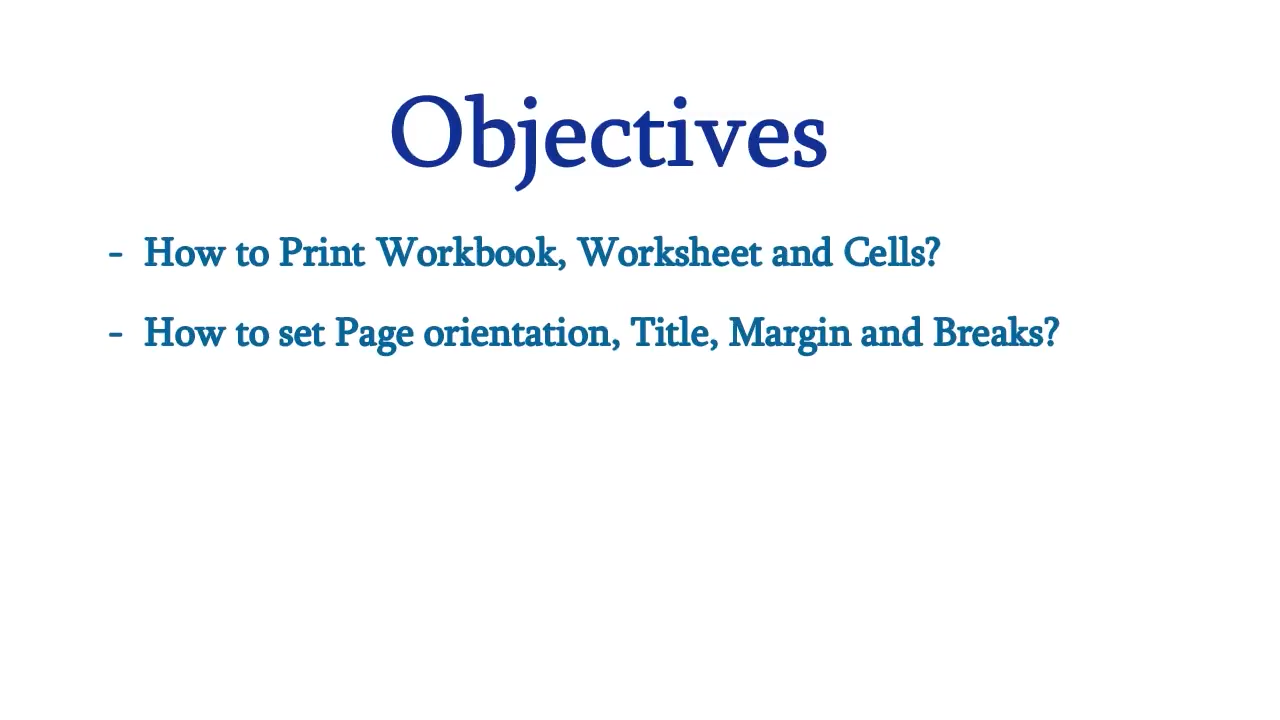 Objectives
- How to Print Workbook, Worksheet and Cells?
- How to set Page orientation, Title, Margin and Breaks?